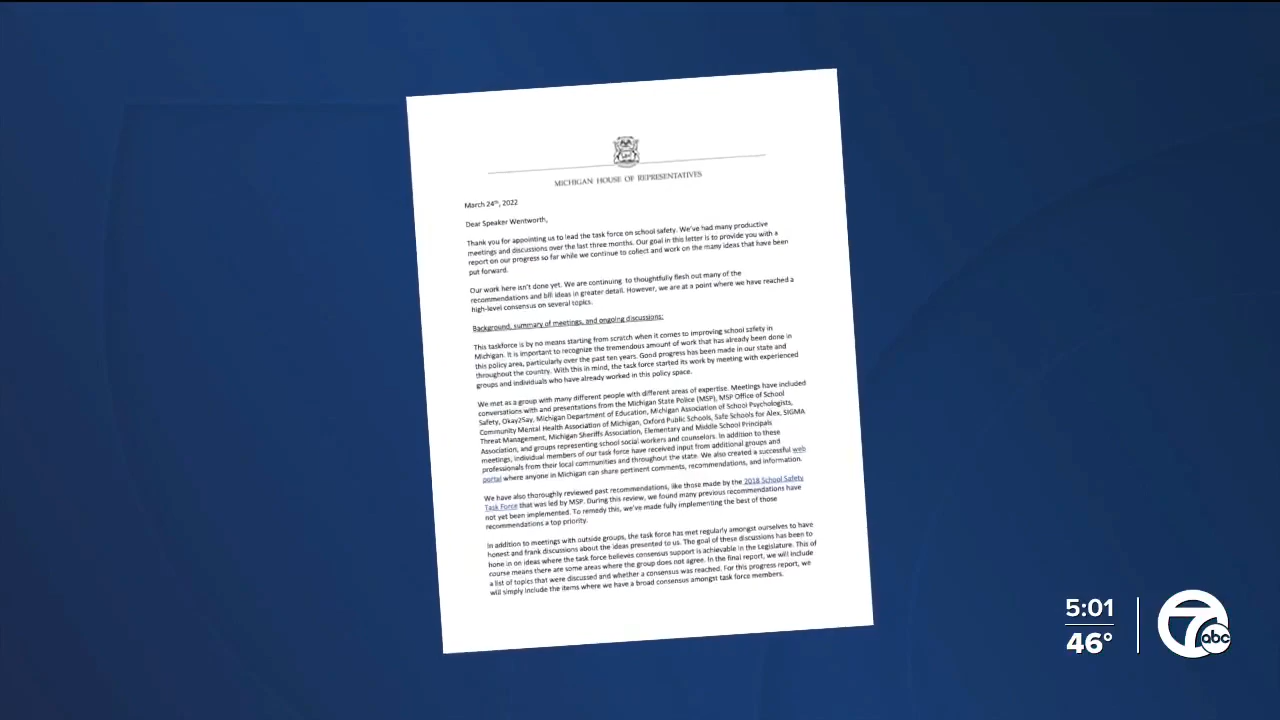 MICHIGAN HOUSE OF REPRESENTATIVES
March 24th, 2022
Dear Speaker Wentworth,
Thank you for appointing us to lead the task force on school safety. We've had many productive
meetings and discussions over the last three months. Our goal in this letter is to provide you with a
report on our progress so far while we continue to collect and work on the many ideas that have been
put forward.
Our work here isn't done yet. We are continuing to thoughtfully flesh out many of the
recommendations and bill ideas in greater detail. However, we are at a point where we have reached a
high-level consensus on several topics.
Background, summary of meetings, and ongoing discussions:
This taskforce is by no means starting from scratch when it comes to improving school safety in
Michigan. It is important to recognize the tremendous amount of work that has already been done in
this policy area, particularly over the past ten years. Good progress has been made in our state and
throughout the country. With this in mind, the task force started its work by meeting with experienced
groups and individuals who have already worked in this policy space.
We met as a group with many different people with different areas of expertise. Meetings have included
conversations with and presentations from the Michigan State Police (MSP), MSP Office of School
Safety, Okay2Say, Michigan Department of Education, Michigan Association of School Psychologists,
Community Mental Health Association of Michigan, Oxford Public Schools, Safe Schools for Alex, SIGMA
Threat Management, Michigan Sheriffs Association, Elementary and Middle School Principals
Association, and groups representing school social workers and counselors. In addition to these
meetings, individual members of our task force have received input from additional groups and
professionals from their local communities and throughout the state. We also created a successful web
portal where anyone in Michigan can share pertinent comments, recommendations, and information.
We have also thoroughly reviewed past recommendations, like those made by the 2018 School Safety
Task Force that was led by MSP. During this review, we found many previous recommendations have
not yet been implemented. To remedy this, we've made fully implementing the best of those
recommendations a top priority.
In addition to meetings with outside groups, the task force has met regularly amongst ourselves to have
honest and frank discussions about the ideas presented to us. The goal of these discussions has been to
hone in on ideas where the task force believes consensus support is achievable in the Legislature. This of
course means there are some areas where the group does not agree. In the final report, we will include
a list of topics that were discussed and whether a consensus was reached. For this progress report, we
will simply include the items where we have a broad consensus amongst task force members.
5:01
46°
7
abc